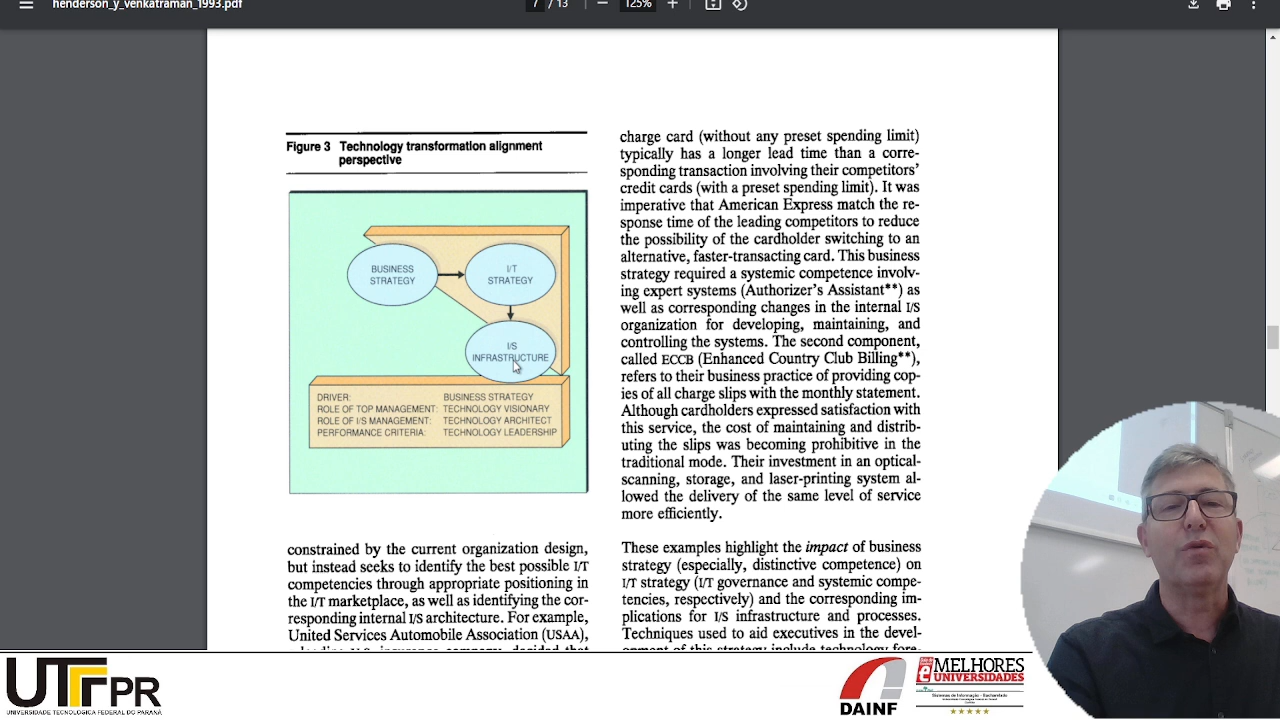 henderson_y_venkatraman_1993.pdf
7 / 13
125%
Figure 3 Technology transformation alignment
perspective
BUSINESS
STRATEGY
I/T
STRATEGY
I/S
INFRASTRUCTURE
DRIVER: BUSINESS STRATEGY
ROLE OF TOP MANAGEMENT: TECHNOLOGY VISIONARY
ROLE OF I/S MANAGEMENT: TECHNOLOGY ARCHITECT
PERFORMANCE CRITERIA: TECHNOLOGY LEADERSHIP
constrained by the current organization design,
but instead seeks to identify the best possible I/T
competencies through appropriate positioning in
the I/T marketplace, as well as identifying the cor-
responding internal I/S architecture. For example,
United Services Automobile Association (USAA),
charge card (without any preset spending limit)
typically has a longer lead time than a corre-
sponding transaction involving their competitors'
credit cards (with a preset spending limit). It was
imperative that American Express match the re-
sponse time of the leading competitors to reduce
the possibility of the cardholder switching to an
alternative, faster-transacting card. This business
strategy required a systemic competence involv-
ing expert systems (Authorizer's Assistant**) as
well as corresponding changes in the internal I/S
organization for developing, maintaining, and
controlling the systems. The second component,
called ECCB (Enhanced Country Club Billing**),
refers to their business practice of providing cop-
ies of all charge slips with the monthly statement.
Although cardholders expressed satisfaction with
this service, the cost of maintaining and distrib-
uting the slips was becoming prohibitive in the
traditional mode. Their investment in an optical-
scanning, storage, and laser-printing system al-
lowed the delivery of the same level of service
more efficiently.
These examples highlight the impact of business
strategy (especially, distinctive competence) on
I/T strategy (I/T governance and systemic compe-
tencies, respectively) and the corresponding im-
plications for I/S infrastructure and processes.
Techniques used to aid executives in the devel-
opment of this strategy include technology fore-
UTFPR
UNIVERSIDADE TECNOLÓGICA FEDERAL DO PARANÁ
DAINF
MELHORES
UNIVERSIDADES
Sistemas de Informação - Bacharelado